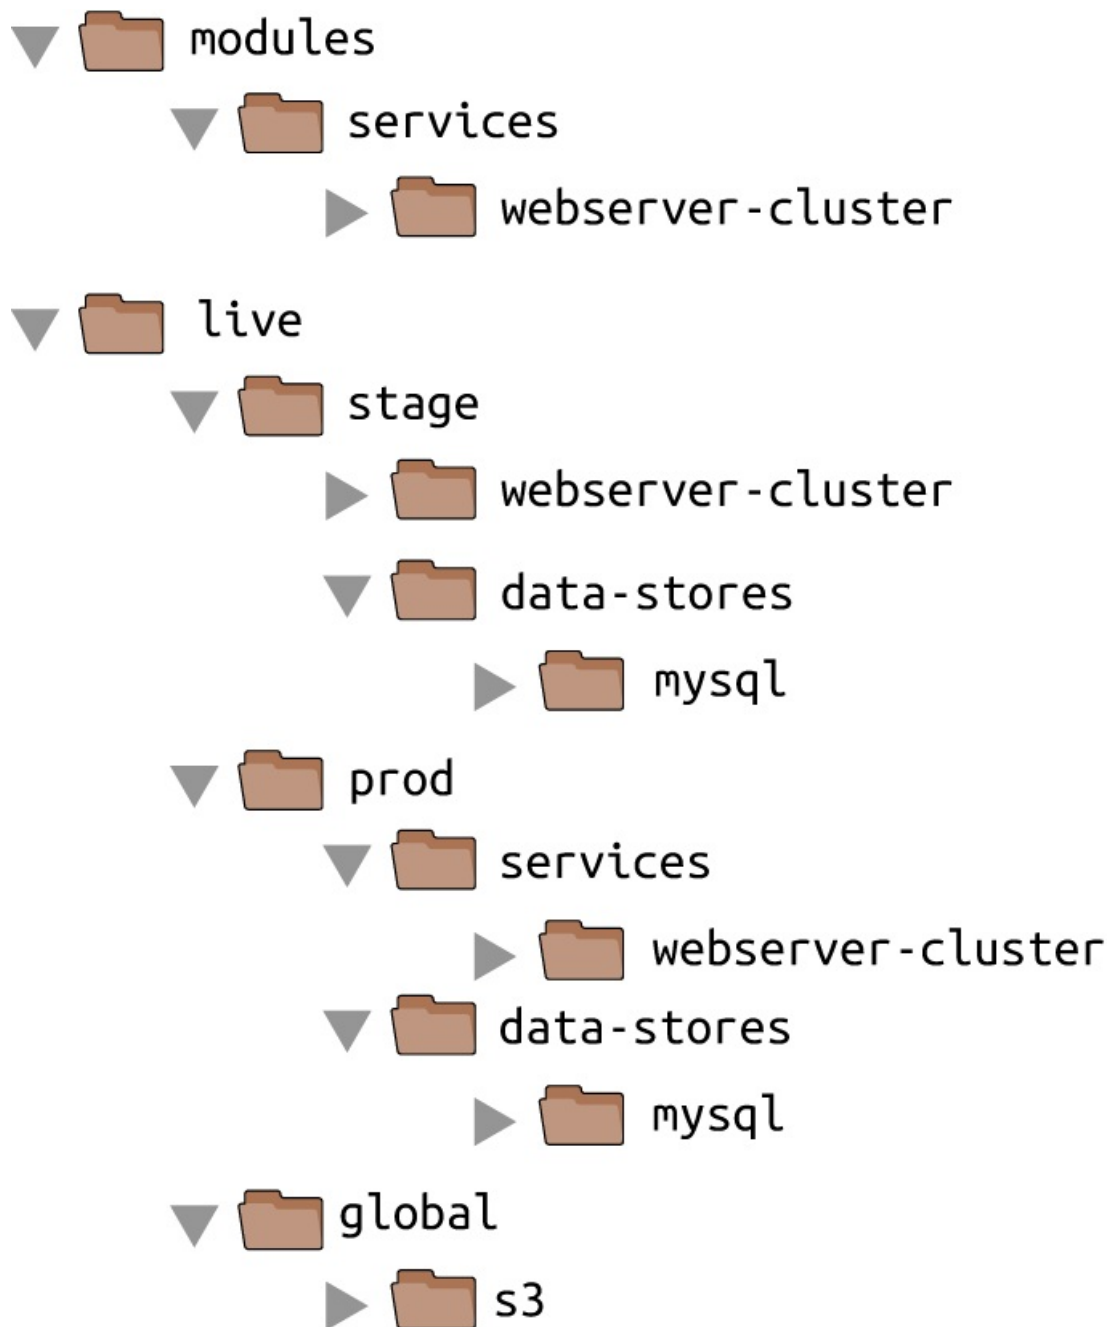 modules
services
webserver-cluster
live
stage
webserver-cluster
data-stores
mysql
prod
services
webserver-cluster
data-stores
mysql
global
s3